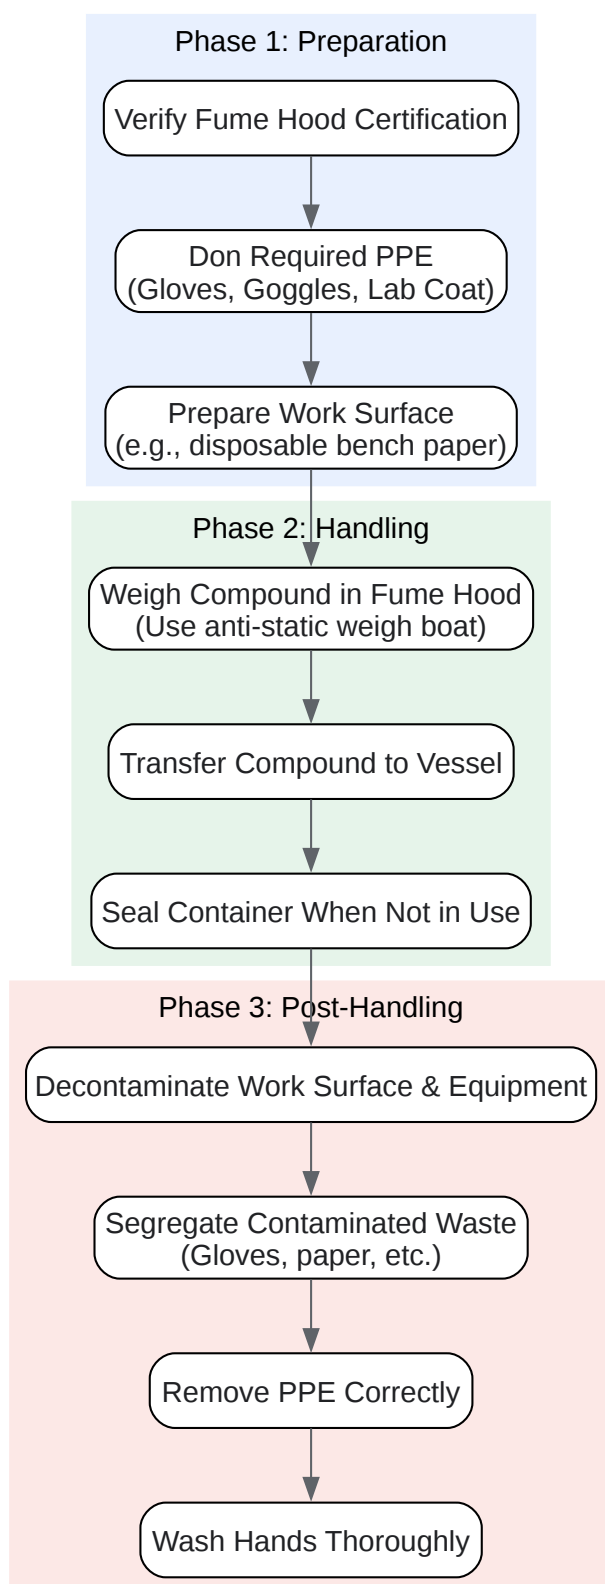 Phase 1: Preparation
Verify Fume Hood Certification
Don Required PPE
(Gloves, Goggles, Lab Coat)
Prepare Work Surface
(e.g., disposable bench paper)
Phase 2: Handling
Weigh Compound in Fume Hood
(Use anti-static weigh boat)
Transfer Compound to Vessel
Seal Container When Not in Use
Phase 3: Post-Handling
Decontaminate Work Surface & Equipment
Segregate Contaminated Waste
(Gloves, paper, etc.)
Remove PPE Correctly
Wash Hands Thoroughly